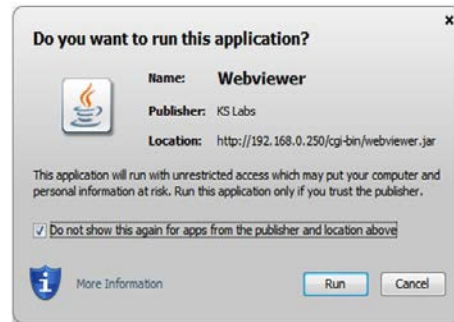 x
Do you want to run this application?
Name: Webviewer
Publisher: KS Labs
Location: http://192.168.0.250/cgi-bin/webviewer.jar
This application will run with unrestricted access which may put your computer and
personal information at risk. Run this application only if you trust the publisher.
Do not show this again for apps from the publisher and location above
More Information Run Cancel